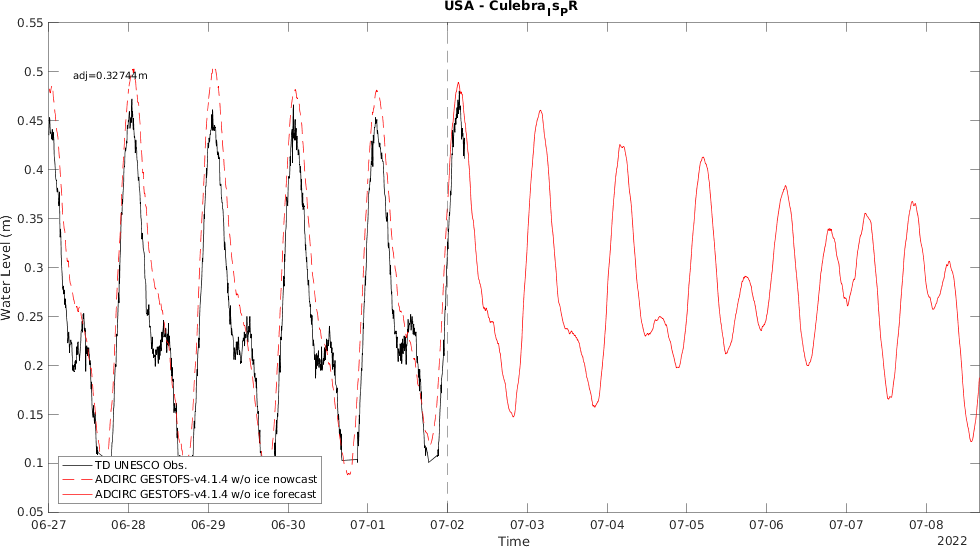 USA - Culebra_Is_PR
0.55
0.5
0.45
0.4
0.35
0.3
0.25
0.2
0.15
0.1
0.05
adj=0.32744m
Water Level (m)
TD UNESCO Obs.
ADCIRC GESTOFS-v4.1.4 w/o ice nowcast
ADCIRC GESTOFS-v4.1.4 w/o ice forecast
06-27 06-28 06-29 06-30 07-01 07-02 07-03 07-04 07-05 07-06 07-07 07-08
Time
2022